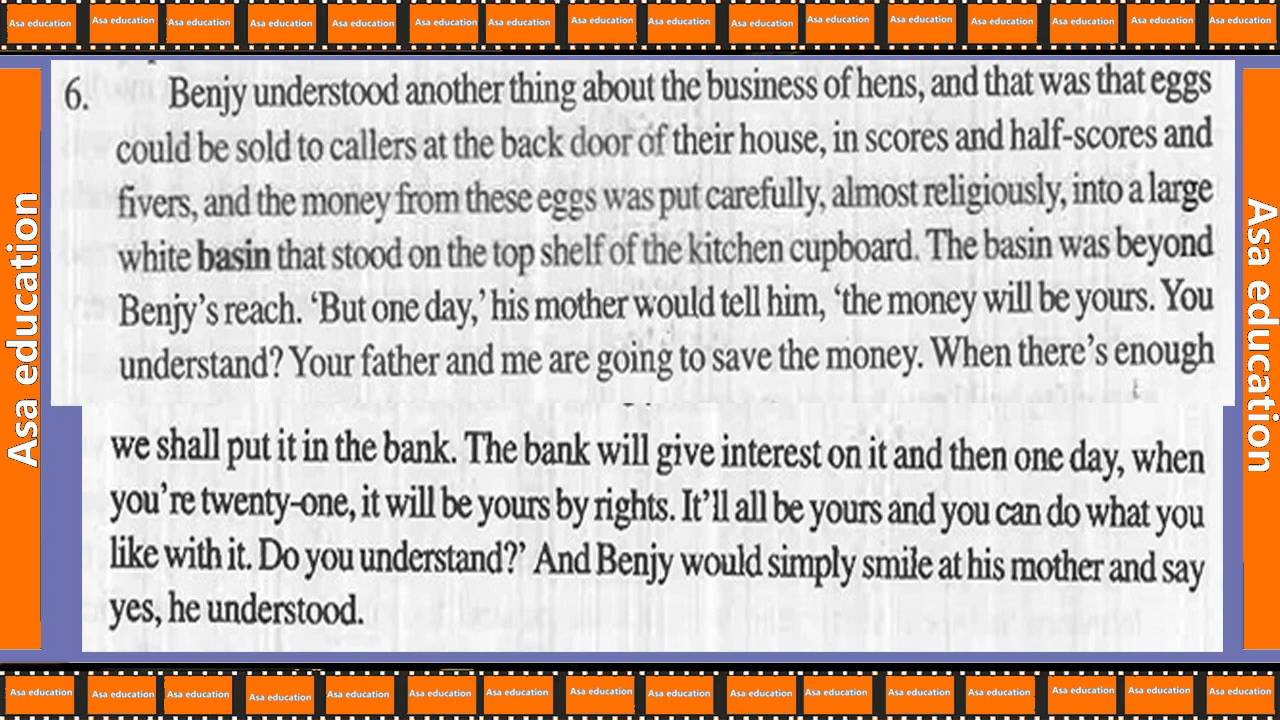 Asa education Asa education Asa education Asa education Asa education Asa education Asa education Asa education Asa education Asa education Asa education Asa education Asa education Asa education Asa education Asa education
Asa education
6. Benjy understood another thing about the business of hens, and that was that eggs
could be sold to callers at the back door of their house, in scores and half-scores and
fivers, and the money from these eggs was put carefully, almost religiously, into a large
white basin that stood on the top shelf of the kitchen cupboard. The basin was beyond
Benjy's reach. ‘But one day,’ his mother would tell him, ‘the money will be yours. You
understand? Your father and me are going to save the money. When there's enough
we shall put it in the bank. The bank will give interest on it and then one day, when
you're twenty-one, it will be yours by rights. It'll all be yours and you can do what you
like with it. Do you understand?’ And Benjy would simply smile at his mother and say
yes, he understood.
Asa education
Asa education Asa education Asa education Asa education Asa education Asa education Asa education Asa education Asa education Asa education Asa education Asa education Asa education Asa education Asa education Asa education